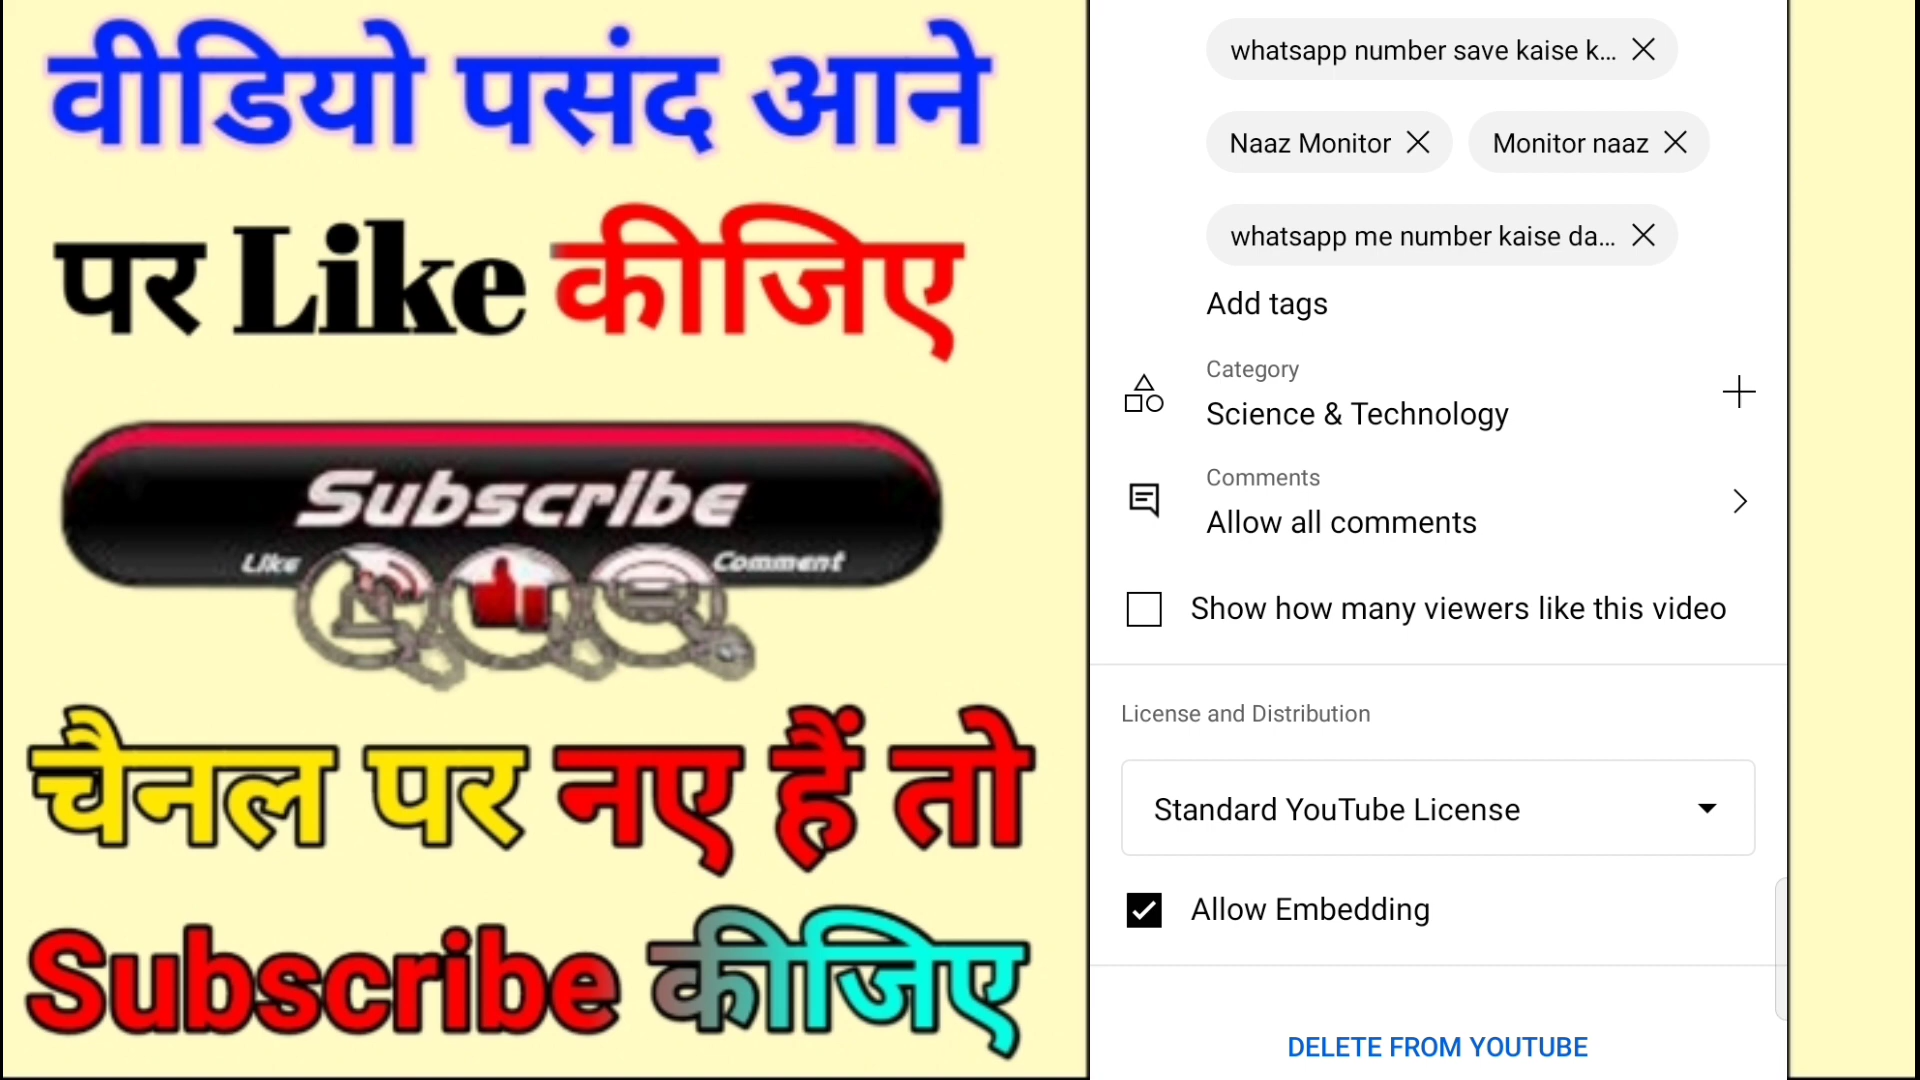 वीडियो पसंद आने
पर Like कीजिए
Subscribe
Like Comment
चैनल पर नए हैं तो
Subscribe कीजिए
whatsapp number save kaise k...
Naaz Monitor Monitor naaz
whatsapp me number kaise da...
Add tags
Category
Science & Technology
Comments
Allow all comments
Show how many viewers like this video
License and Distribution
Standard YouTube License
Allow Embedding
DELETE FROM YOUTUBE